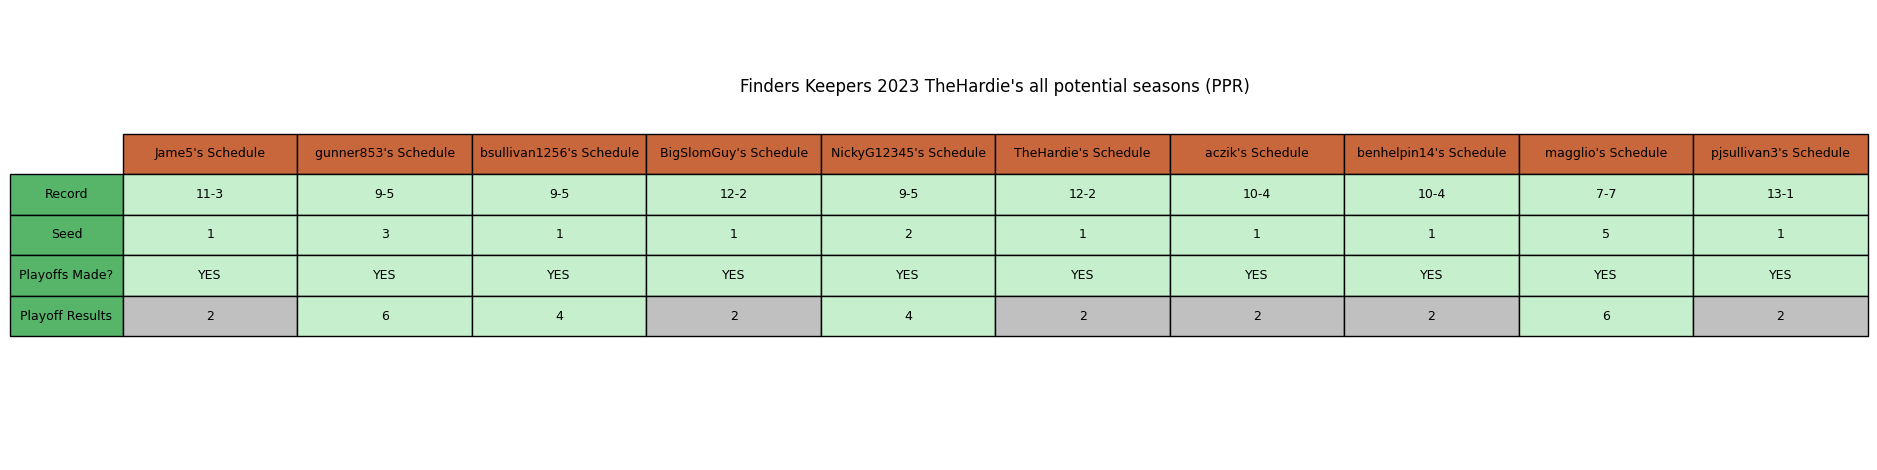 Finders Keepers 2023 TheHardie's all potential seasons (PPR)
Jame5's Schedule gunner853's Schedule bsullivan1256's Schedule BigSlomGuy's Schedule NickyG12345's Schedule TheHardie's Schedule aczik's Schedule benhelpin14's Schedule magglio's Schedule pjsullivan3's Schedule
Record 11-3 9-5 9-5 12-2 9-5 12-2 10-4 10-4 7-7 13-1
Seed 1 3 1 1 2 1 1 1 5 1
Playoffs Made? YES YES YES YES YES YES YES YES YES YES
Playoff Results 2 6 4 2 4 2 2 2 6 2